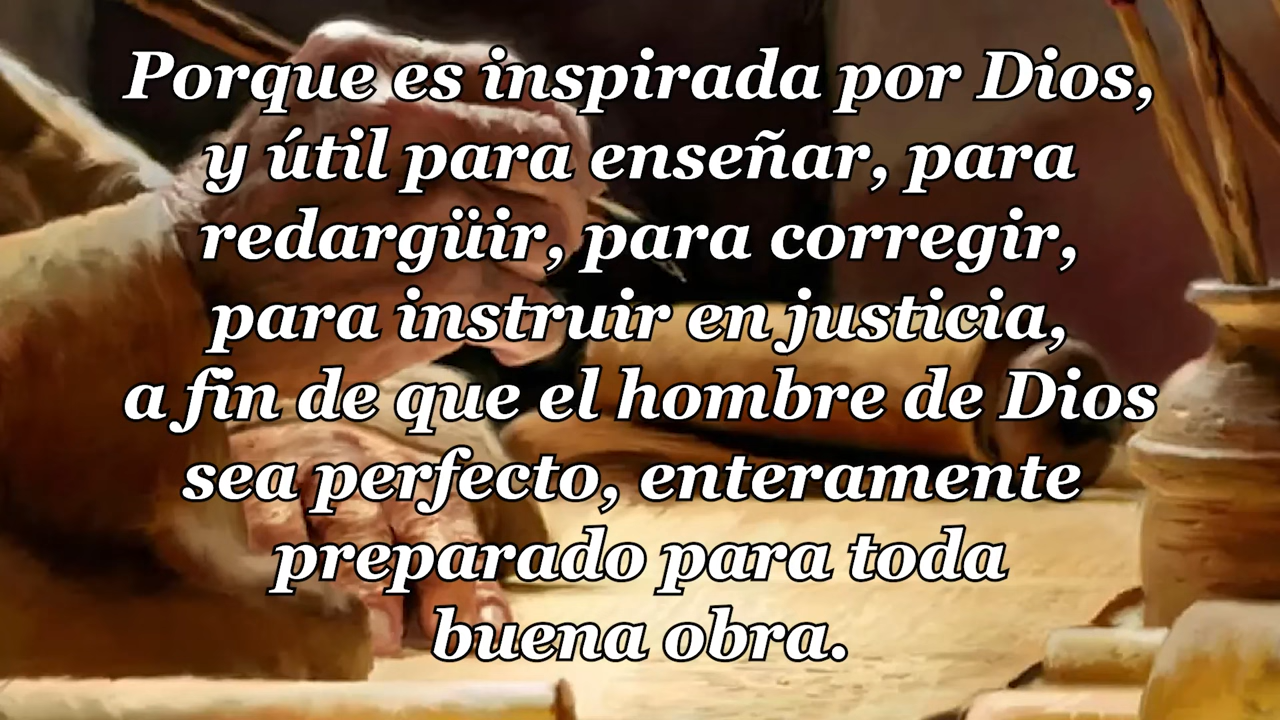 Porque es inspirada por Dios,
y útil para enseñar, para
redargüir, para corregir,
para instruir en justicia,
a fin de que el hombre de Dios
sea perfecto, enteramente
preparado para toda
buena obra.